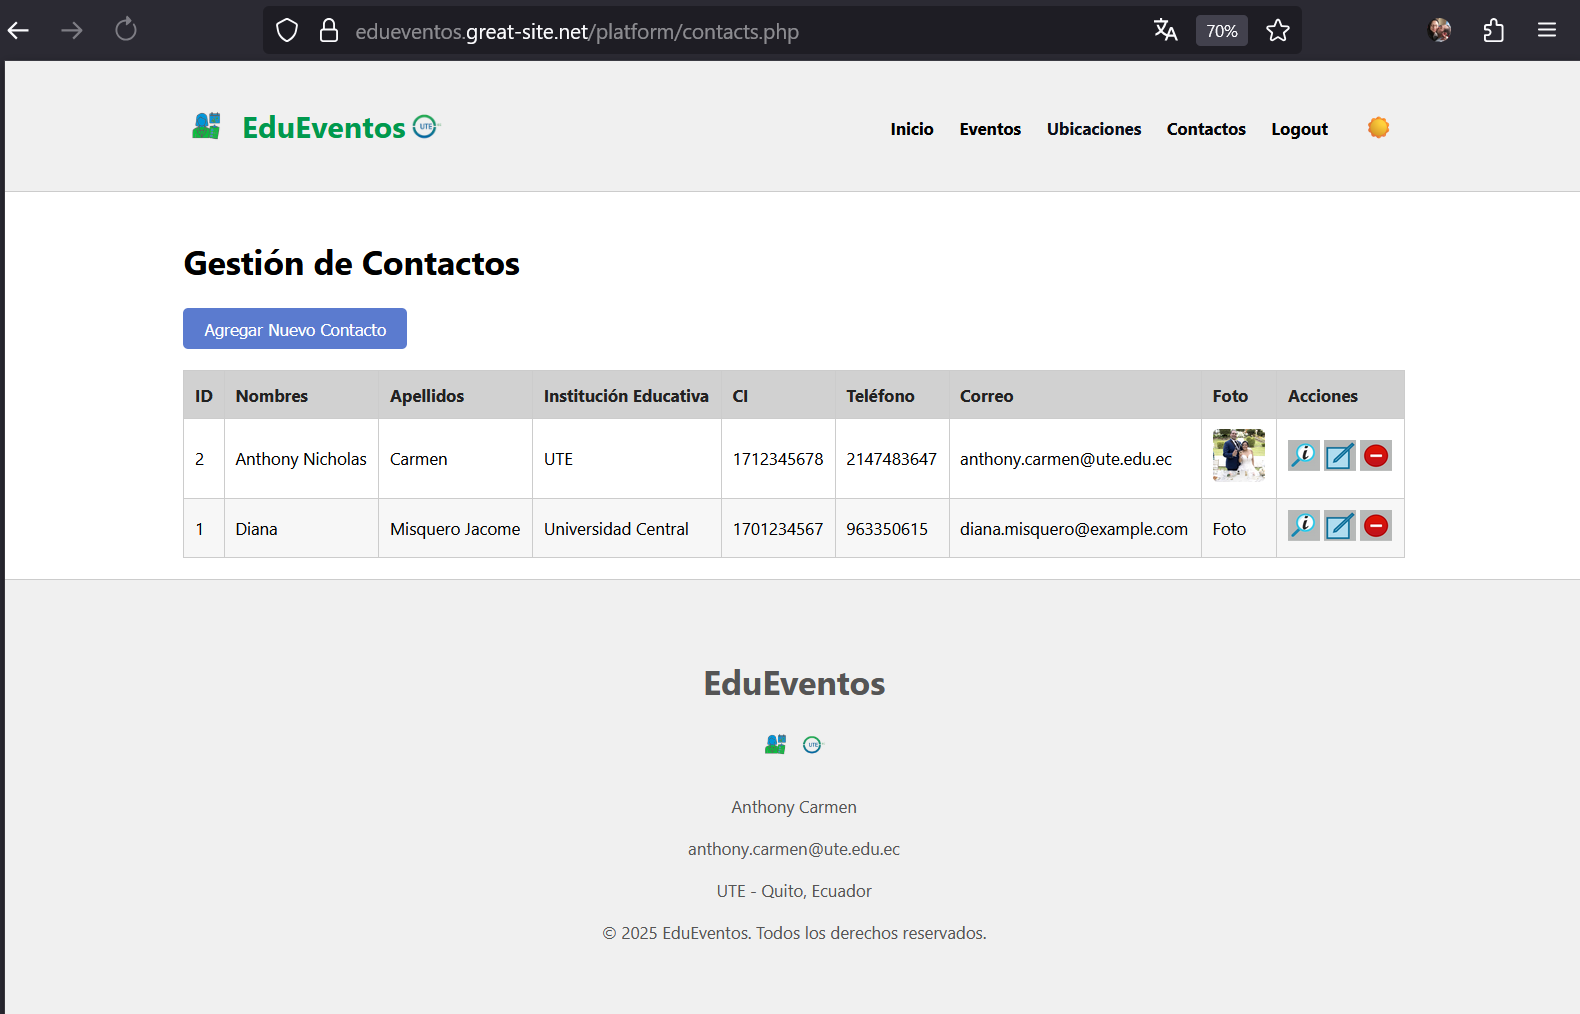 edueventos.great-site.net/platform/contacts.php 70%
EduEventos UTE Inicio Eventos Ubicaciones Contactos Logout
Gestión de Contactos
Agregar Nuevo Contacto
ID Nombres Apellidos Institución Educativa CI Teléfono Correo Foto Acciones
2 Anthony Nicholas Carmen UTE 1712345678 2147483647 anthony.carmen@ute.edu.ec
1 Diana Misquero Jacome Universidad Central 1701234567 963350615 diana.misquero@example.com Foto
EduEventos
UTE
Anthony Carmen
anthony.carmen@ute.edu.ec
UTE - Quito, Ecuador
© 2025 EduEventos. Todos los derechos reservados.